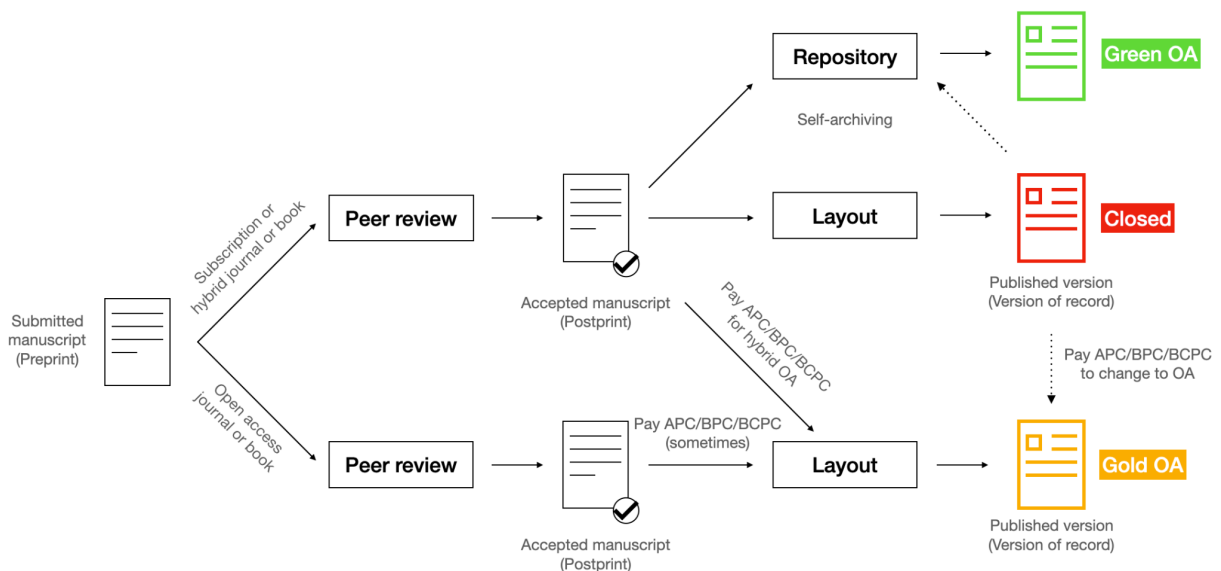 Repository
Green OA
Self-archiving
Subscription or
hybrid journal or book
Peer review
Layout
Closed
Accepted manuscript
(Postprint)
Published version
(Version of record)
Submitted
manuscript
(Preprint)
Pay APC/BPC/BCPC
for hybrid OA
Pay APC/BPC/BCPC
to change to OA
Open access
journal or book
Peer review
Pay APC/BPC/BCPC
(sometimes)
Layout
Gold OA
Accepted manuscript
(Postprint)
Published version
(Version of record)